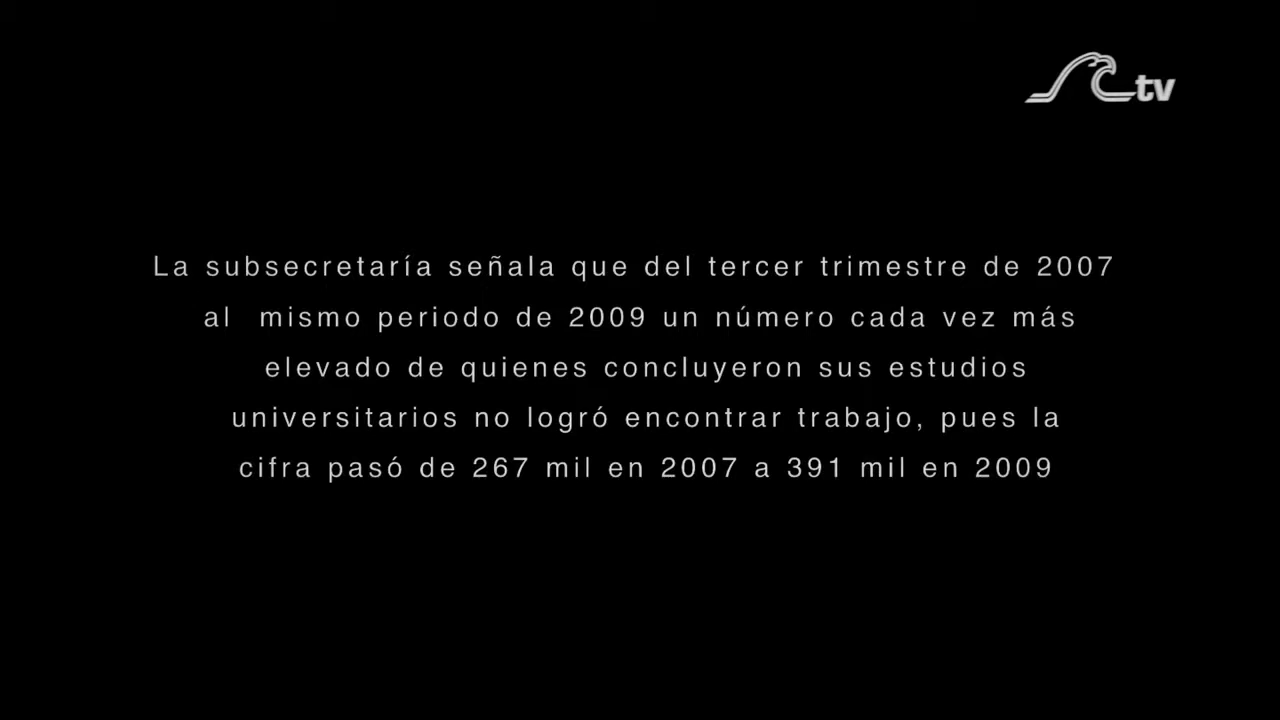 tv
La subsecretaría señala que del tercer trimestre de 2007
al mismo periodo de 2009 un número cada vez más
elevado de quienes concluyeron sus estudios
universitarios no logró encontrar trabajo, pues la
cifra pasó de 267 mil en 2007 a 391 mil en 2009